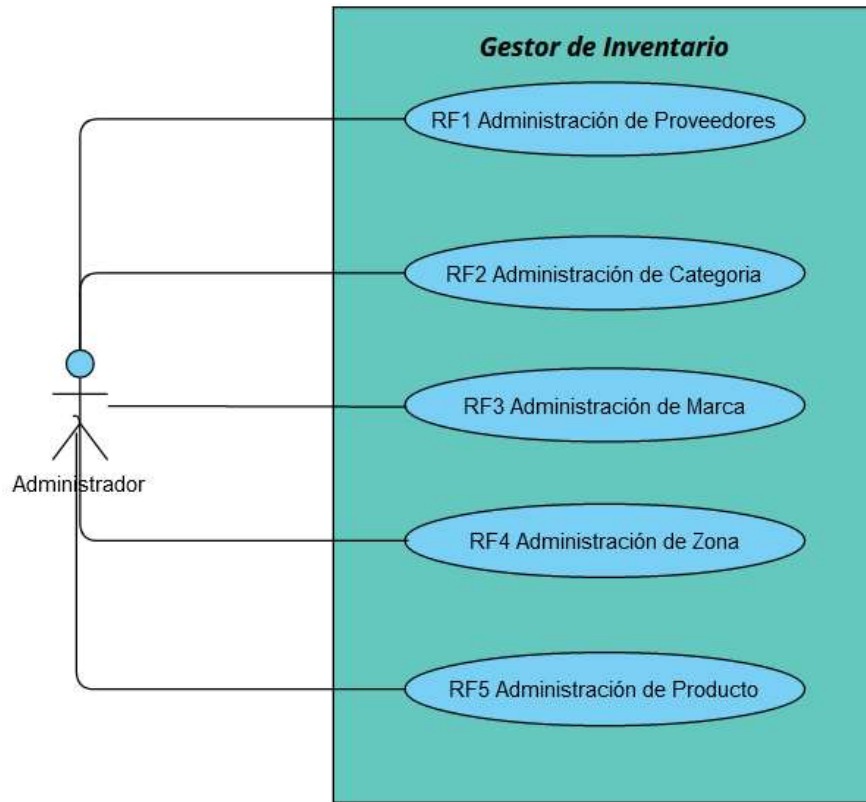 Gestor de Inventario
RF1 Administración de Proveedores
RF2 Administración de Categoria
RF3 Administración de Marca
Administrador
RF4 Administración de Zona
RF5 Administración de Producto